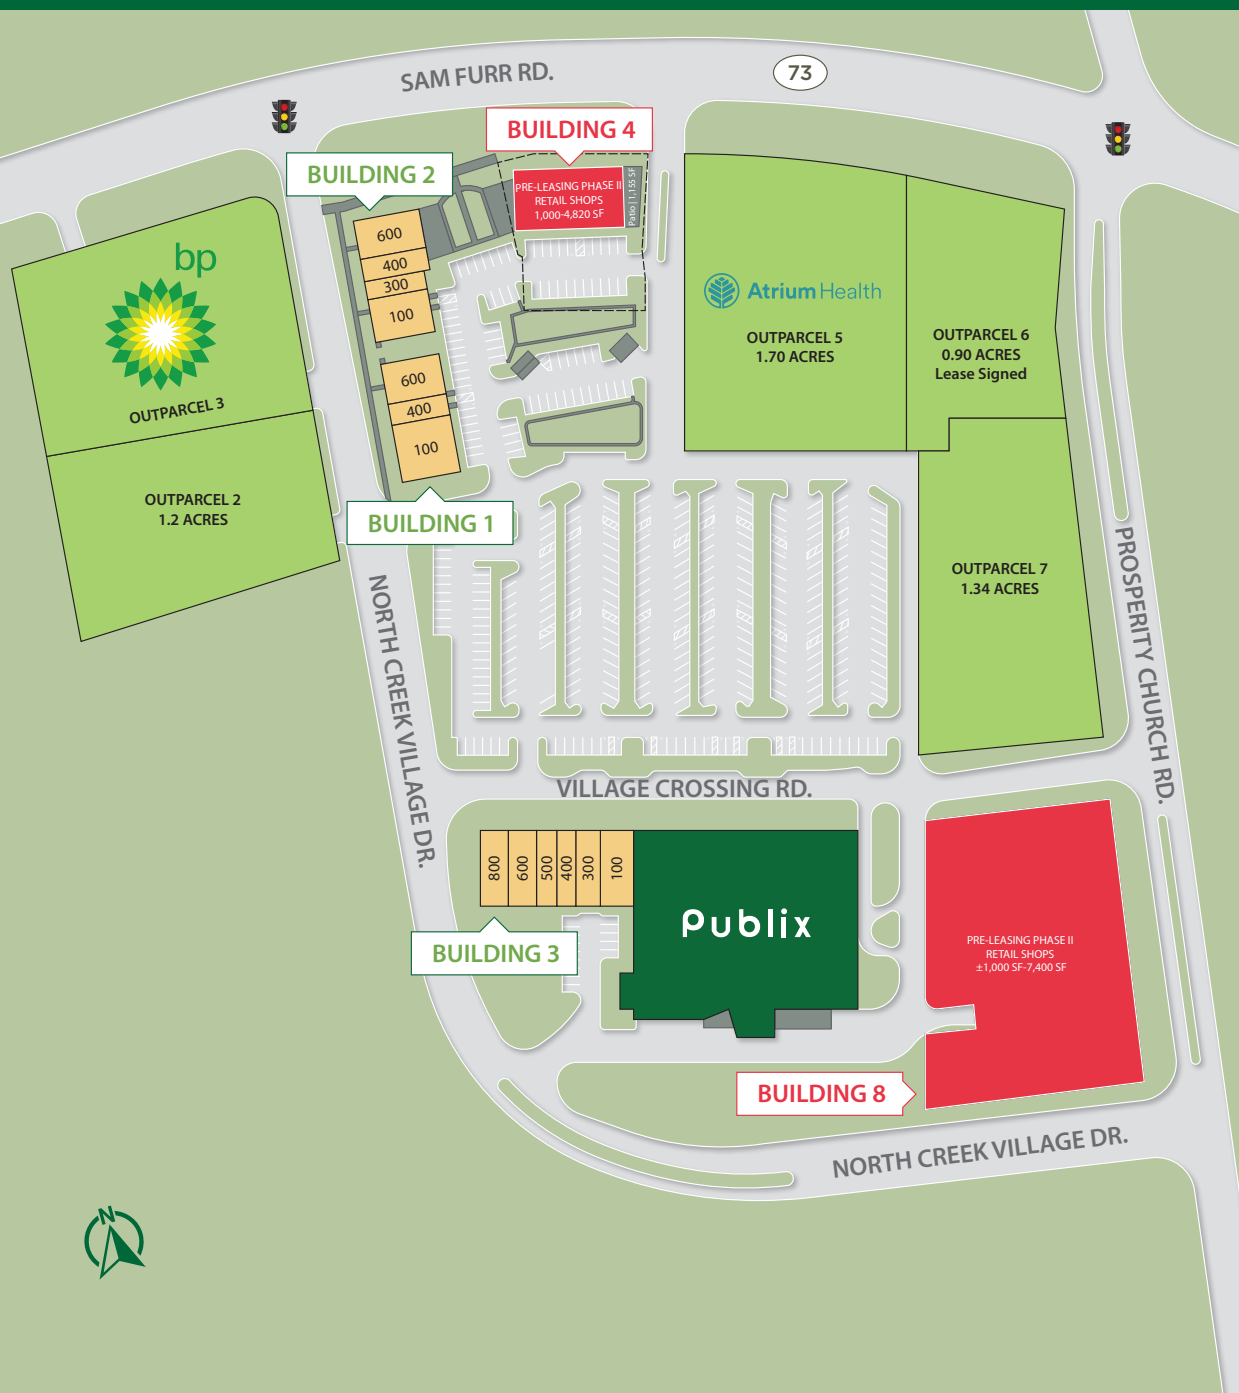 SAM FURR RD.
73
BUILDING 4
BUILDING 2
PRE-LEASING PHASE II
RETAIL SHOPS
1,000-4,820 SF
Patio | 1,155 SF
600
400
300
100
bp
OUTPARCEL 3
Atrium Health
OUTPARCEL 5
1.70 ACRES
OUTPARCEL 6
0.90 ACRES
Lease Signed
600
400
100
OUTPARCEL 2
1.2 ACRES
BUILDING 1
OUTPARCEL 7
1.34 ACRES
NORTH CREEK VILLAGE DR.
PROSPERITY CHURCH RD.
VILLAGE CROSSING RD.
800
600
500
400
300
100
Publix
BUILDING 3
PRE-LEASING PHASE II
RETAIL SHOPS
±1,000 SF-7,400 SF
BUILDING 8
NORTH CREEK VILLAGE DR.
N